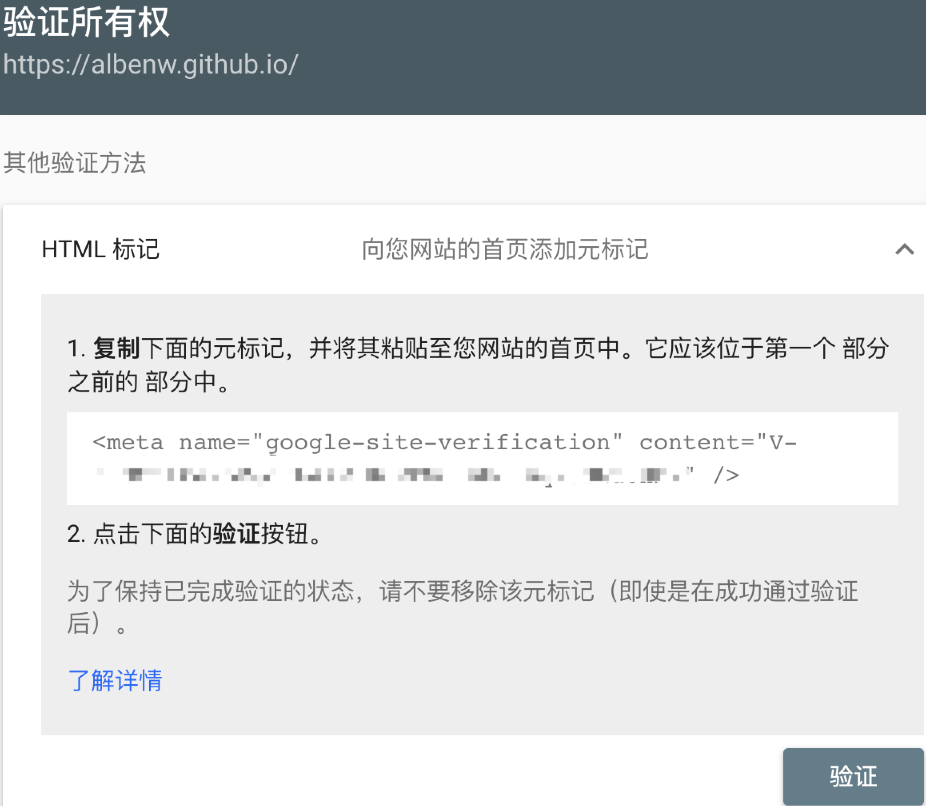 验证所有权
https://albenw.github.io/
其他验证方法
HTML 标记 向您网站的首页添加元标记
1. 复制下面的元标记，并将其粘贴至您网站的首页中。它应该位于第一个 部分
之前的 部分中。
<meta name="google-site-verification" content="V-
" />
2. 点击下面的验证按钮。
为了保持已完成验证的状态，请不要移除该元标记（即使是在成功通过验证
后）。
了解详情
验证